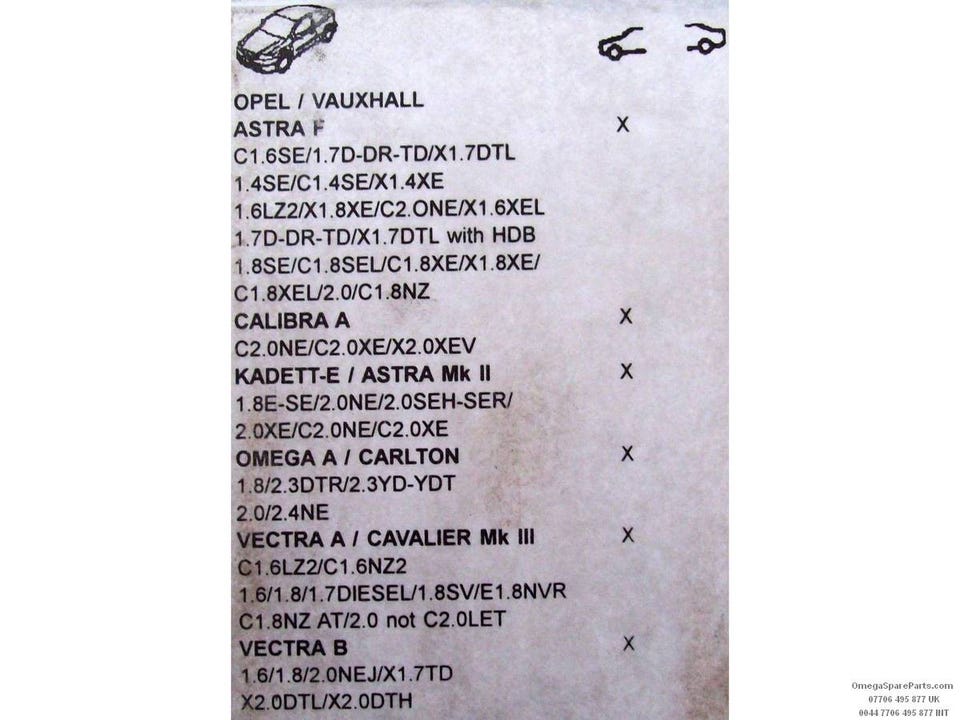 OPEL / VAUXHALL
ASTRA F X
C1.6SE/1.7D-DR-TD/X1.7DTL
1.4SE/C1.4SE/X1.4XE
1.6LZ2/X1.8XE/C2.ONE/X1.6XEL
1.7D-DR-TD/X1.7DTL with HDB
1.8SE/C1.8SEL/C1.8XE/X1.8XE/
C1.8XEL/2.0/C1.8NZ
CALIBRA A X
C2.0NE/C2.0XE/X2.0XEV
KADETT-E / ASTRA Mk II X
1.8E-SE/2.0NE/2.0SEH-SER/
2.0XE/C2.0NE/C2.0XE
OMEGA A / CARLTON X
1.8/2.3DTR/2.3YD-YDT
2.0/2.4NE
VECTRA A / CAVALIER Mk III X
C1.6LZ2/C1.6NZ2
1.6/1.8/1.7DIESEL/1.8SV/E1.8NVR
C1.8NZ AT/2.0 not C2.0LET
VECTRA B X
1.6/1.8/2.0NEJ/X1.7TD
X2.0DTL/X2.0DTH
OmegaSpareParts.com
07706 495 877 UK
0044 7706 495 877 INT